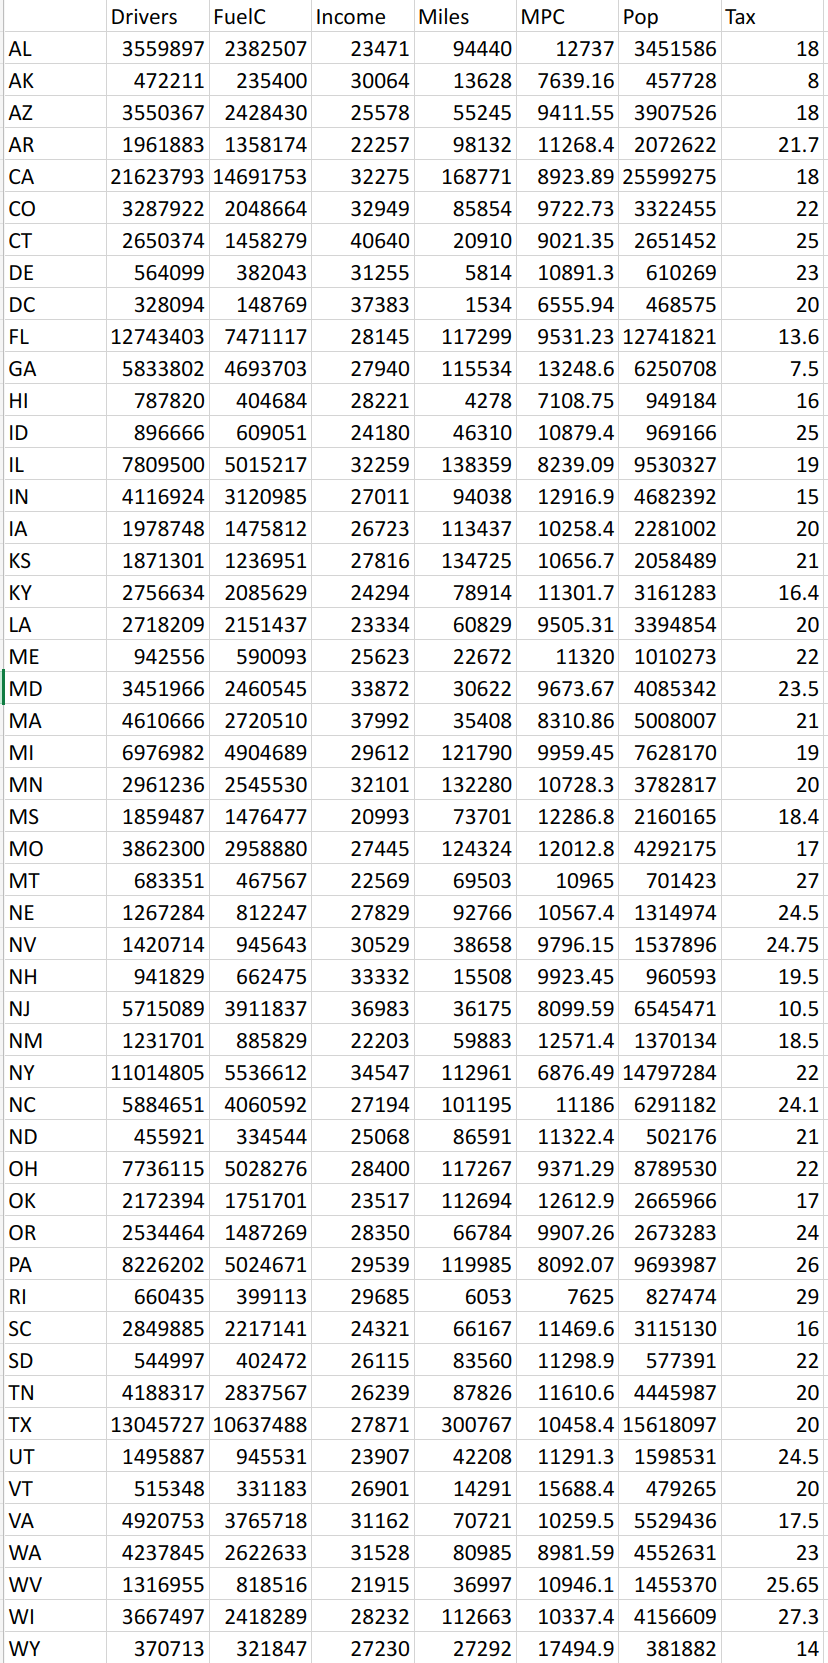 Drivers FuelC Income Miles MPC Pop Tax
AL 3559897 2382507 23471 94440 12737 3451586 18
AK 472211 235400 30064 13628 7639.16 457728 8
AZ 3550367 2428430 25578 55245 9411.55 3907526 18
AR 1961883 1358174 22257 98132 11268.4 2072622 21.7
CA 21623793 14691753 32275 168771 8923.89 25599275 18
CO 3287922 2048664 32949 85854 9722.73 3322455 22
CT 2650374 1458279 40640 20910 9021.35 2651452 25
DE 564099 382043 31255 5814 10891.3 610269 23
DC 328094 148769 37383 1534 6555.94 468575 20
FL 12743403 7471117 28145 117299 9531.23 12741821 13.6
GA 5833802 4693703 27940 115534 13248.6 6250708 7.5
HI 787820 404684 28221 4278 7108.75 949184 16
ID 896666 609051 24180 46310 10879.4 969166 25
IL 7809500 5015217 32259 138359 8239.09 9530327 19
IN 4116924 3120985 27011 94038 12916.9 4682392 15
IA 1978748 1475812 26723 113437 10258.4 2281002 20
KS 1871301 1236951 27816 134725 10656.7 2058489 21
KY 2756634 2085629 24294 78914 11301.7 3161283 16.4
LA 2718209 2151437 23334 60829 9505.31 3394854 20
ME 942556 590093 25623 22672 11320 1010273 22
MD 3451966 2460545 33872 30622 9673.67 4085342 23.5
MA 4610666 2720510 37992 35408 8310.86 5008007 21
MI 6976982 4904689 29612 121790 9959.45 7628170 19
MN 2961236 2545530 32101 132280 10728.3 3782817 20
MS 1859487 1476477 20993 73701 12286.8 2160165 18.4
MO 3862300 2958880 27445 124324 12012.8 4292175 17
MT 683351 467567 22569 69503 10965 701423 27
NE 1267284 812247 27829 92766 10567.4 1314974 24.5
NV 1420714 945643 30529 38658 9796.15 1537896 24.75
NH 941829 662475 33332 15508 9923.45 960593 19.5
NJ 5715089 3911837 36983 36175 8099.59 6545471 10.5
NM 1231701 885829 22203 59883 12571.4 1370134 18.5
NY 11014805 5536612 34547 112961 6876.49 14797284 22
NC 5884651 4060592 27194 101195 11186 6291182 24.1
ND 455921 334544 25068 86591 11322.4 502176 21
OH 7736115 5028276 28400 117267 9371.29 8789530 22
OK 2172394 1751701 23517 112694 12612.9 2665966 17
OR 2534464 1487269 28350 66784 9907.26 2673283 24
PA 8226202 5024671 29539 119985 8092.07 9693987 26
RI 660435 399113 29685 6053 7625 827474 29
SC 2849885 2217141 24321 66167 11469.6 3115130 16
SD 544997 402472 26115 83560 11298.9 577391 22
TN 4188317 2837567 26239 87826 11610.6 4445987 20
TX 13045727 10637488 27871 300767 10458.4 15618097 20
UT 1495887 945531 23907 42208 11291.3 1598531 24.5
VT 515348 331183 26901 14291 15688.4 479265 20
VA 4920753 3765718 31162 70721 10259.5 5529436 17.5
WA 4237845 2622633 31528 80985 8981.59 4552631 23
WV 1316955 818516 21915 36997 10946.1 1455370 25.65
WI 3667497 2418289 28232 112663 10337.4 4156609 27.3
WY 370713 321847 27230 27292 17494.9 381882 14